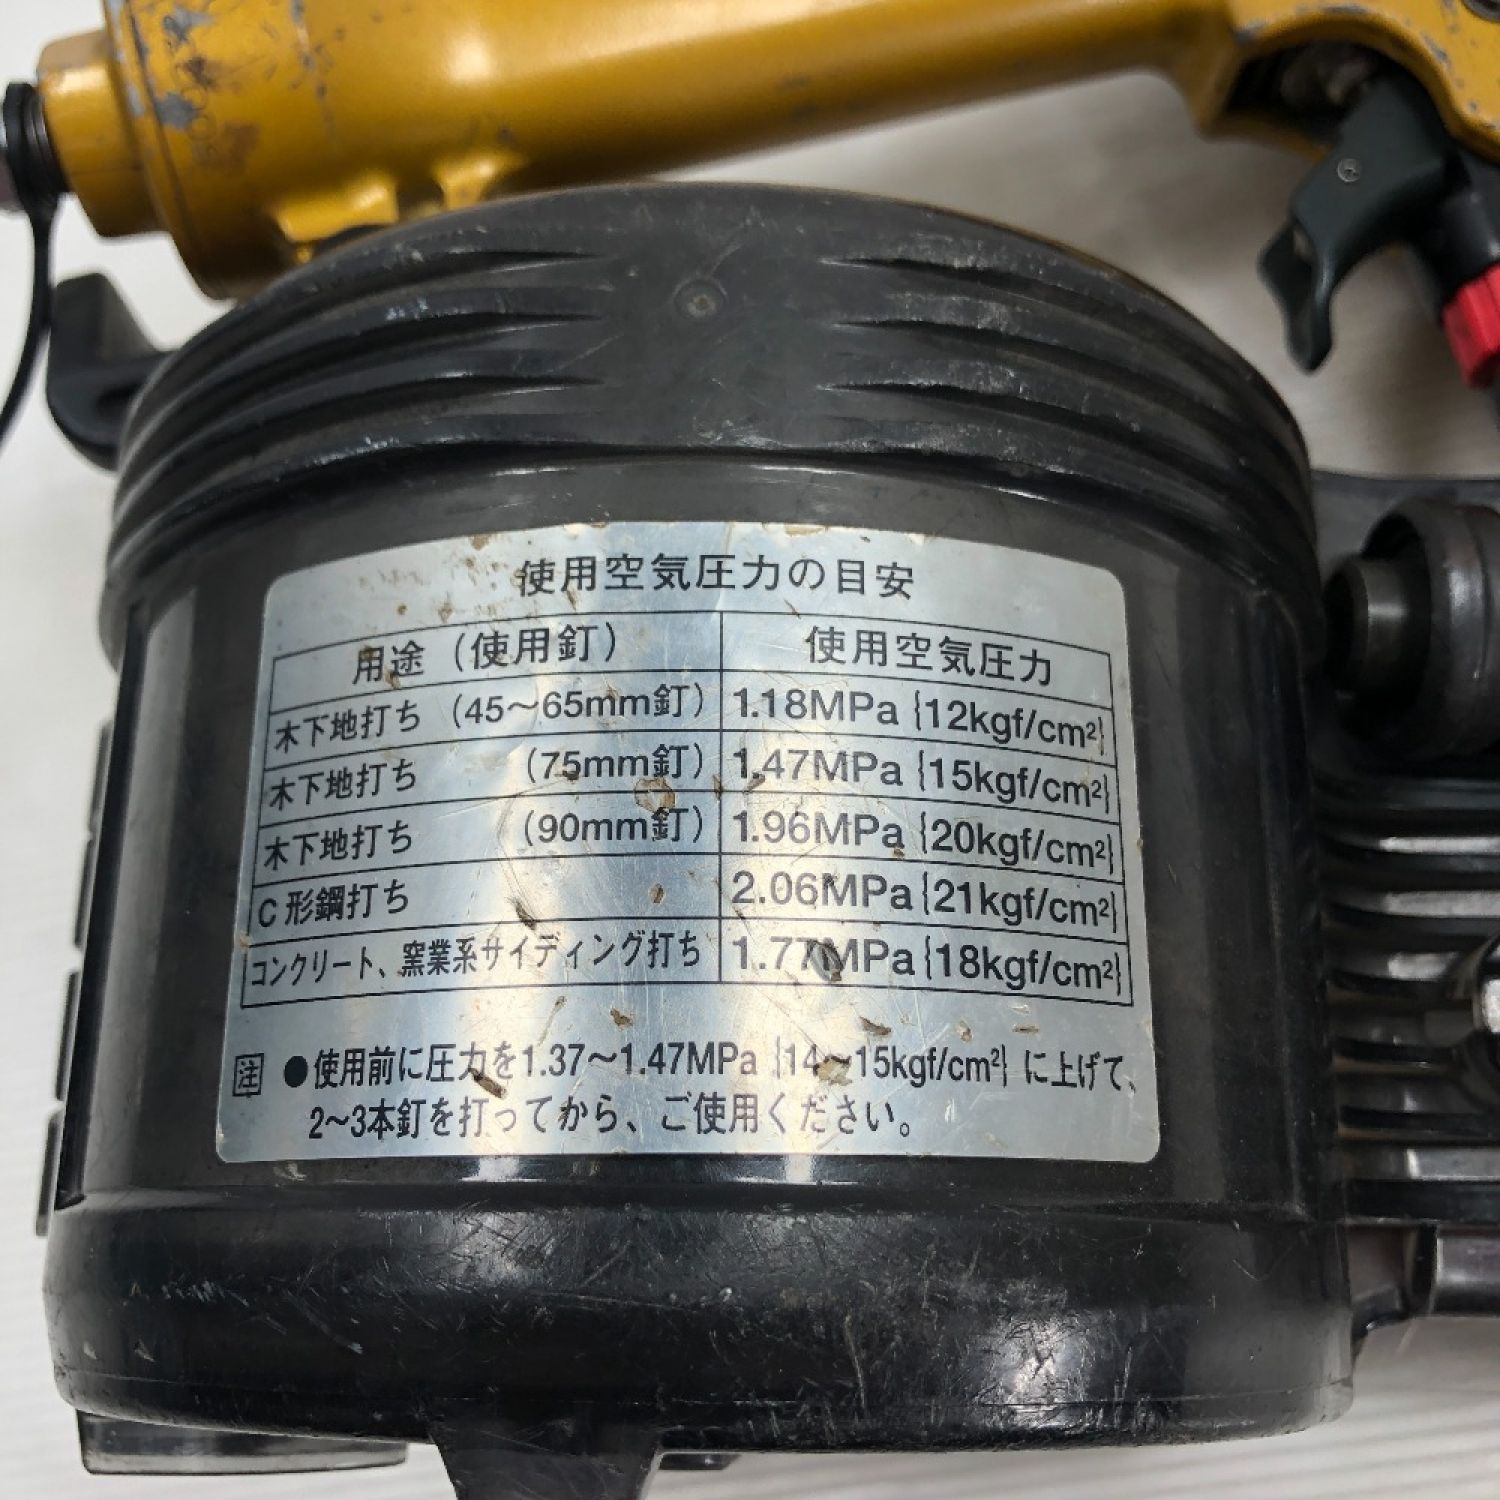 使用空気圧力の目安
用途（使用釘） 使用空気圧力
木下地打ち（45〜65mm釘） 1.18MPa {12kgf/cm²}
木下地打ち （75mm釘） 1.47MPa {15kgf/cm²}
木下地打ち （90mm釘） 1.96MPa {20kgf/cm²}
C形鋼打ち 2.06MPa {21kgf/cm²}
コンクリート、窯業系サイディング打ち 1.77MPa {18kgf/cm²}
注 ●使用前に圧力を1.37〜1.47MPa {14〜15kgf/cm²} に上げて、
2〜3本釘を打ってから、ご使用ください。